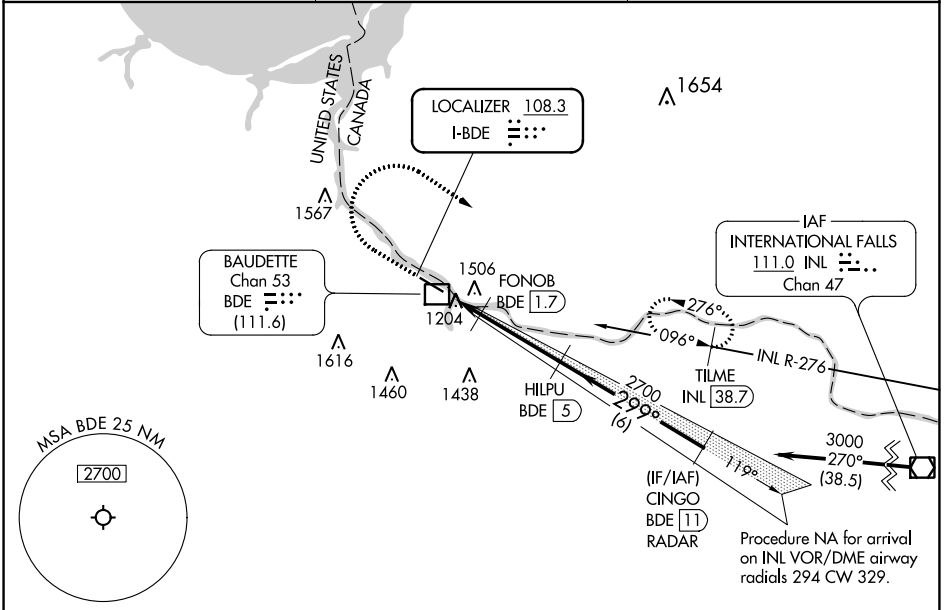 1654
LOCALIZER 108.3
I-BDE
UNITED STATES
CANADA
1567
IAF
INTERNATIONAL FALLS
111.0 INL
Chan 47
BAUDETTE
Chan 53
BDE
(111.6)
1506
FONOB
BDE 1.7
1204
276°
096°
INL R-276
TILME
INL 38.7
1616
1460
1438
HILPU
BDE 5
2700
299°
(6)
119°
3000
270°
(38.5)
MSA BDE 25 NM
2700
(IF/IAF)
CINGO
BDE 11
RADAR
Procedure NA for arrival
on INL VOR/DME airway
radials 294 CW 329.